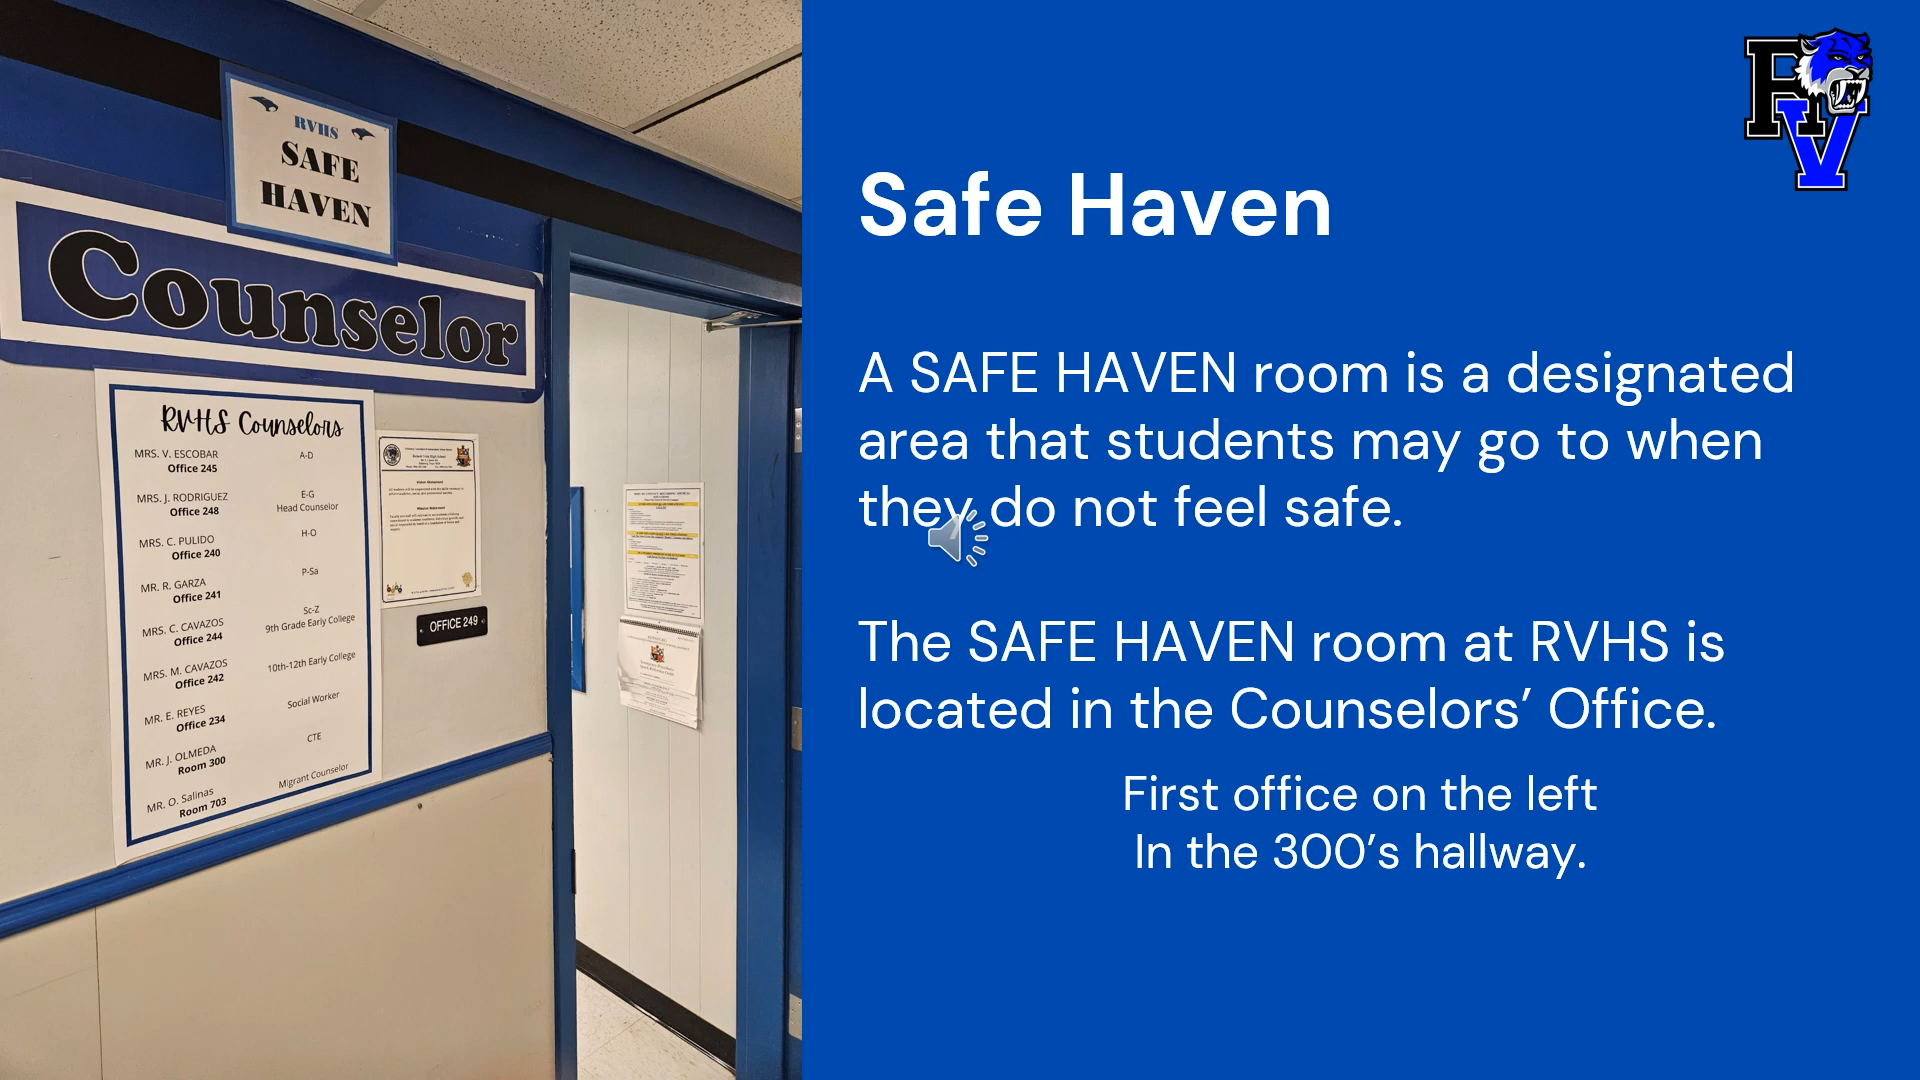 RVHS
SAFE
HAVEN
Counselor
RVHS Counselors
MRS. V. ESCOBAR A-D
Office 245
MRS. J. RODRIGUEZ E-G
Office 248 Head Counselor
MRS. C. PULIDO H-O
Office 240
MR. R. GARZA P-Sa
Office 241
MRS. C. CAVAZOS Sc-Z
Office 244 9th Grade Early College
MRS. M. CAVAZOS 10th-12th Early College
Office 242
MR. E. REYES Social Worker
Office 234
MR. J. OLMEDA CTE
Room 300
MR. O. Salinas Migrant Counselor
Room 703
Vision Statement
Mission Statement
OFFICE 249
RV
Safe Haven
A SAFE HAVEN room is a designated
area that students may go to when
they do not feel safe.
The SAFE HAVEN room at RVHS is
located in the Counselors’ Office.
First office on the left
In the 300’s hallway.